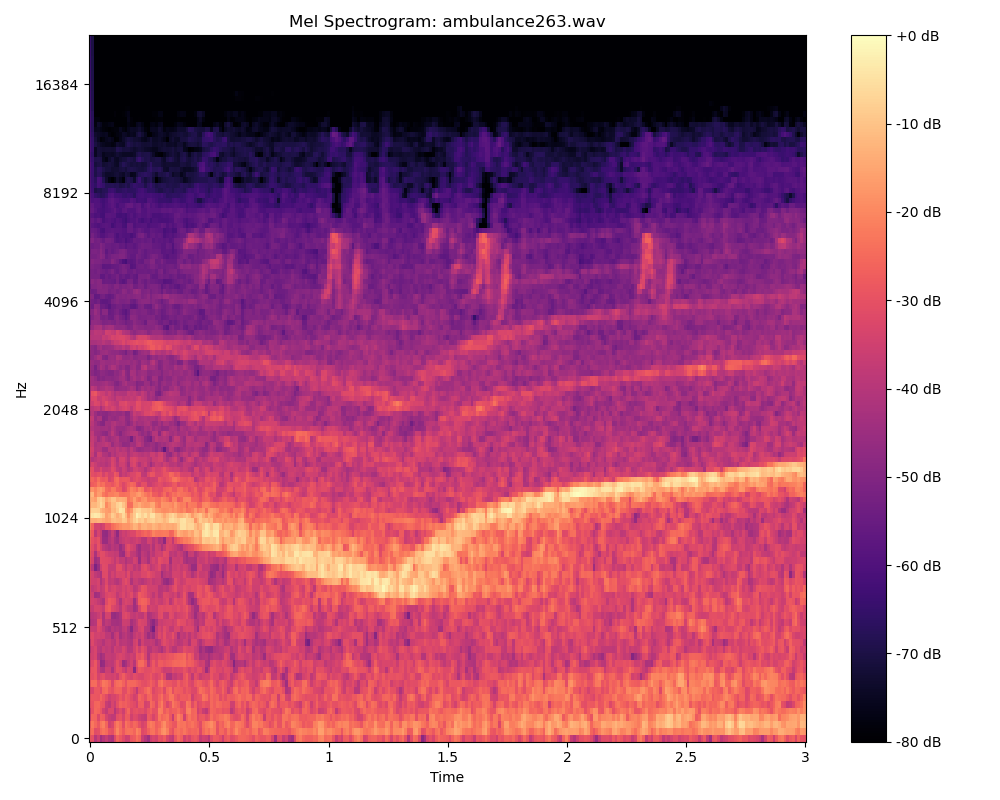 Mel Spectrogram: ambulance263.wav
+0 dB
16384
-10 dB
8192
-20 dB
4096
-30 dB
Hz
2048
-40 dB
-50 dB
1024
-60 dB
512
-70 dB
0
-80 dB
0 0.5 1 1.5 2 2.5 3
Time